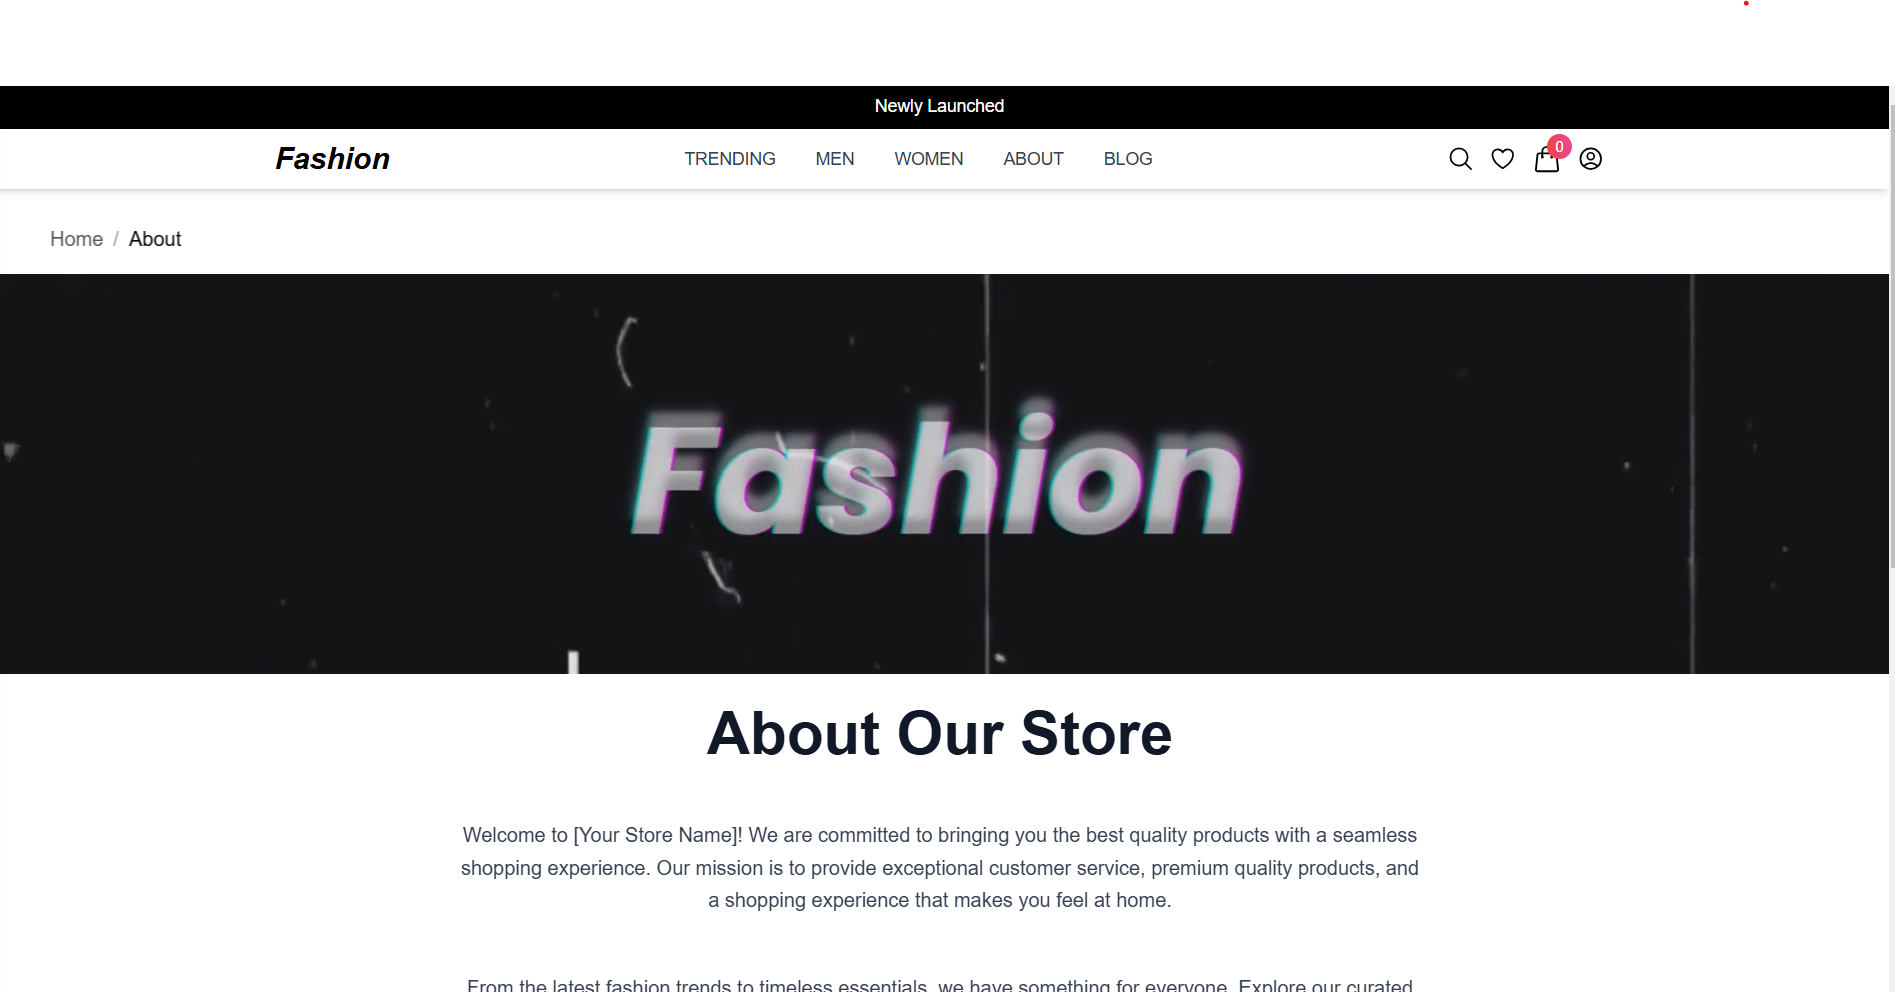 Newly Launched
Fashion TRENDING MEN WOMEN ABOUT BLOG 0
Home / About
Fashion
About Our Store
Welcome to [Your Store Name]! We are committed to bringing you the best quality products with a seamless
shopping experience. Our mission is to provide exceptional customer service, premium quality products, and
a shopping experience that makes you feel at home.
From the latest fashion trends to timeless essentials, we have something for everyone. Explore our curated